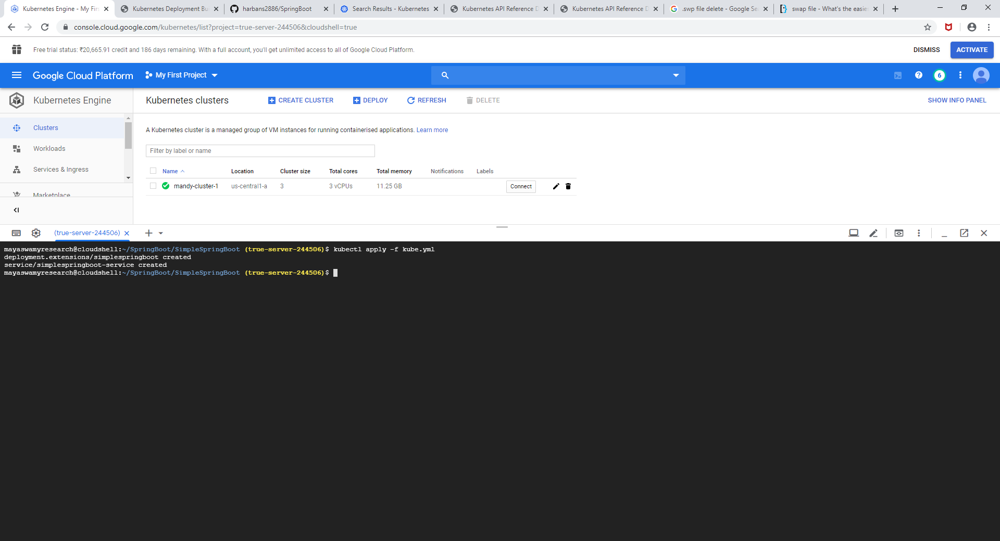 Kubernetes Engine - My Firs
Kubernetes Deployment Bu
harbans2886/SpringBoot
Search Results - Kubernetes
Kubernetes API Reference D
Kubernetes API Reference D
.swp file delete - Google Se
swap file - What's the easies
console.cloud.google.com/kubernetes/list?project=true-server-244506&cloudshell=true
Free trial status: ₹20,665.91 credit and 186 days remaining. With a full account, you'll get unlimited access to all of Google Cloud Platform.
DISMISS
ACTIVATE
Google Cloud Platform
My First Project
6
Kubernetes Engine
Kubernetes clusters
CREATE CLUSTER
DEPLOY
REFRESH
DELETE
SHOW INFO PANEL
Clusters
Workloads
Services & Ingress
Marketplace
A Kubernetes cluster is a managed group of VM instances for running containerised applications. Learn more
Filter by label or name
Name Location Cluster size Total cores Total memory Notifications Labels
mandy-cluster-1 us-central1-a 3 3 vCPUs 11.25 GB Connect
(true-server-244506)
mayaswamyresearch@cloudshell:~/SpringBoot/SimpleSpringBoot (true-server-244506)$ kubectl apply -f kube.yml
deployment.extensions/simplespringboot created
service/simplespringboot-service created
mayaswamyresearch@cloudshell:~/SpringBoot/SimpleSpringBoot (true-server-244506)$